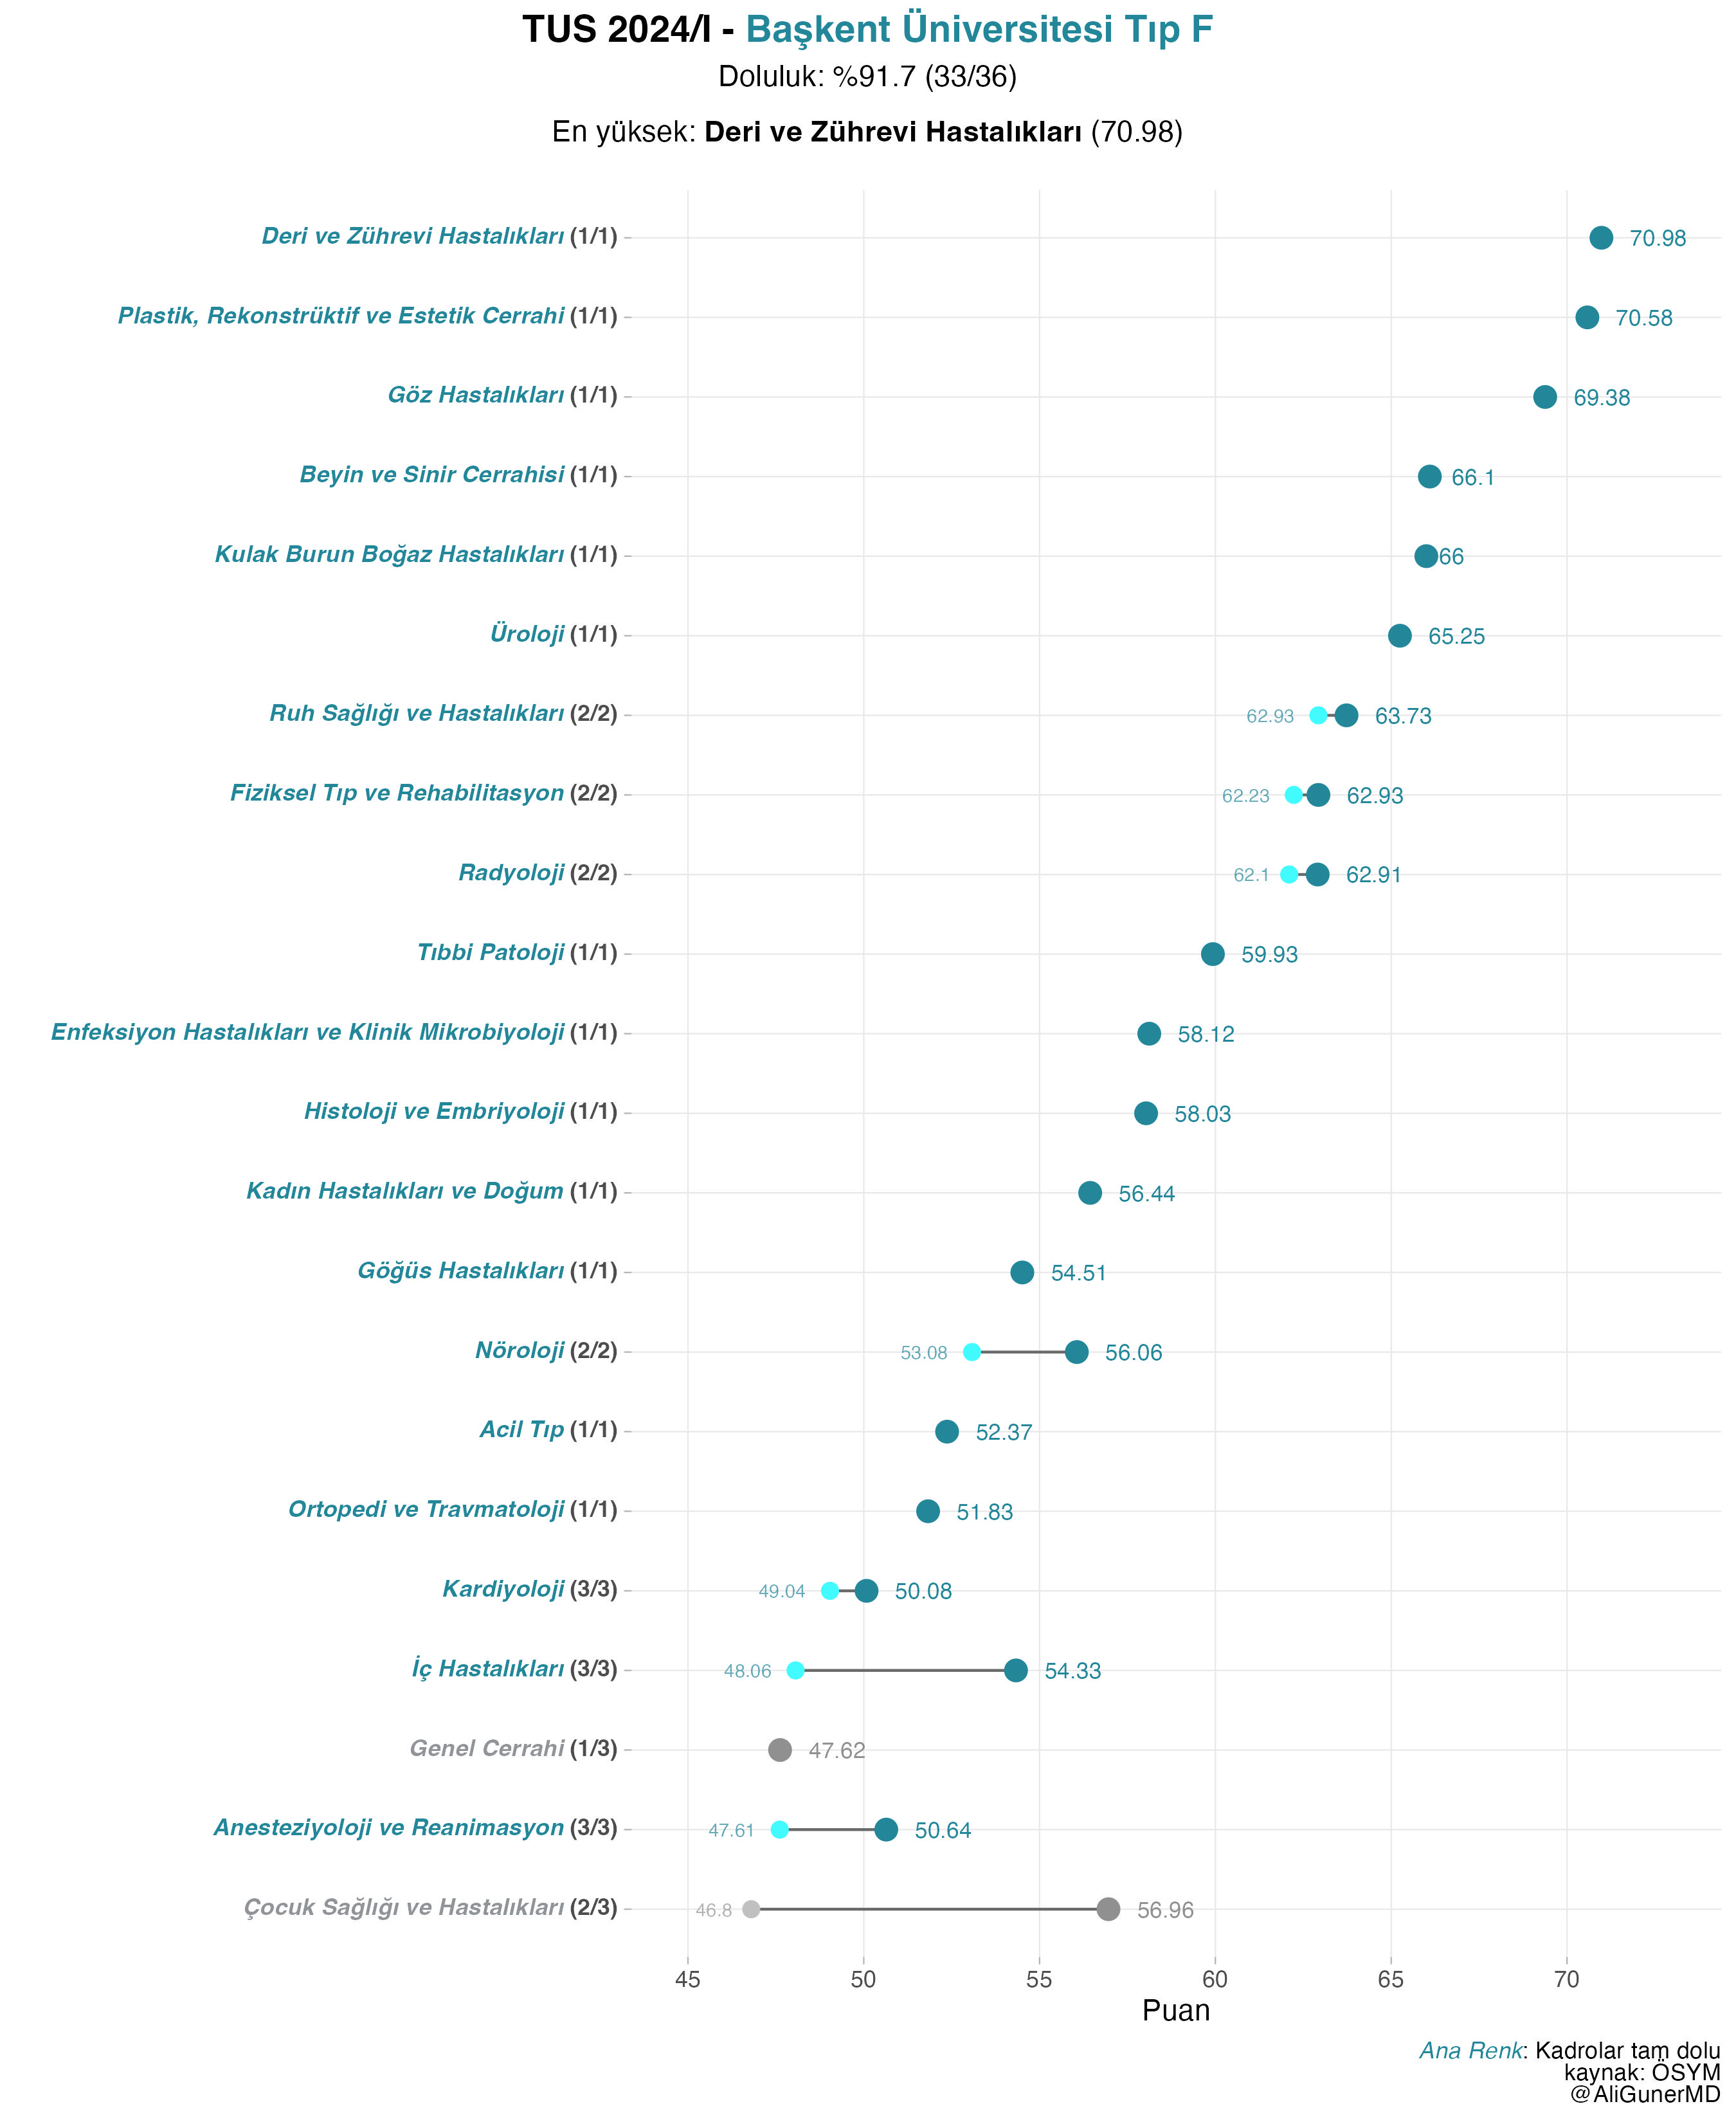 TUS 2024/I - Başkent Üniversitesi Tıp F
Doluluk: %91.7 (33/36)
En yüksek: Deri ve Zührevi Hastalıkları (70.98)
Deri ve Zührevi Hastalıkları (1/1) 70.98
Plastik, Rekonstrüktif ve Estetik Cerrahi (1/1) 70.58
Göz Hastalıkları (1/1) 69.38
Beyin ve Sinir Cerrahisi (1/1) 66.1
Kulak Burun Boğaz Hastalıkları (1/1) 66
Üroloji (1/1) 65.25
Ruh Sağlığı ve Hastalıkları (2/2) 62.93 63.73
Fiziksel Tıp ve Rehabilitasyon (2/2) 62.23 62.93
Radyoloji (2/2) 62.1 62.91
Tıbbi Patoloji (1/1) 59.93
Enfeksiyon Hastalıkları ve Klinik Mikrobiyoloji (1/1) 58.12
Histoloji ve Embriyoloji (1/1) 58.03
Kadın Hastalıkları ve Doğum (1/1) 56.44
Göğüs Hastalıkları (1/1) 54.51
Nöroloji (2/2) 53.08 56.06
Acil Tıp (1/1) 52.37
Ortopedi ve Travmatoloji (1/1) 51.83
Kardiyoloji (3/3) 49.04 50.08
İç Hastalıkları (3/3) 48.06 54.33
Genel Cerrahi (1/3) 47.62
Anesteziyoloji ve Reanimasyon (3/3) 47.61 50.64
Çocuk Sağlığı ve Hastalıkları (2/3) 46.8 56.96
45 50 55 60 65 70
Puan
Ana Renk: Kadrolar tam dolu
kaynak: ÖSYM
@AliGunerMD